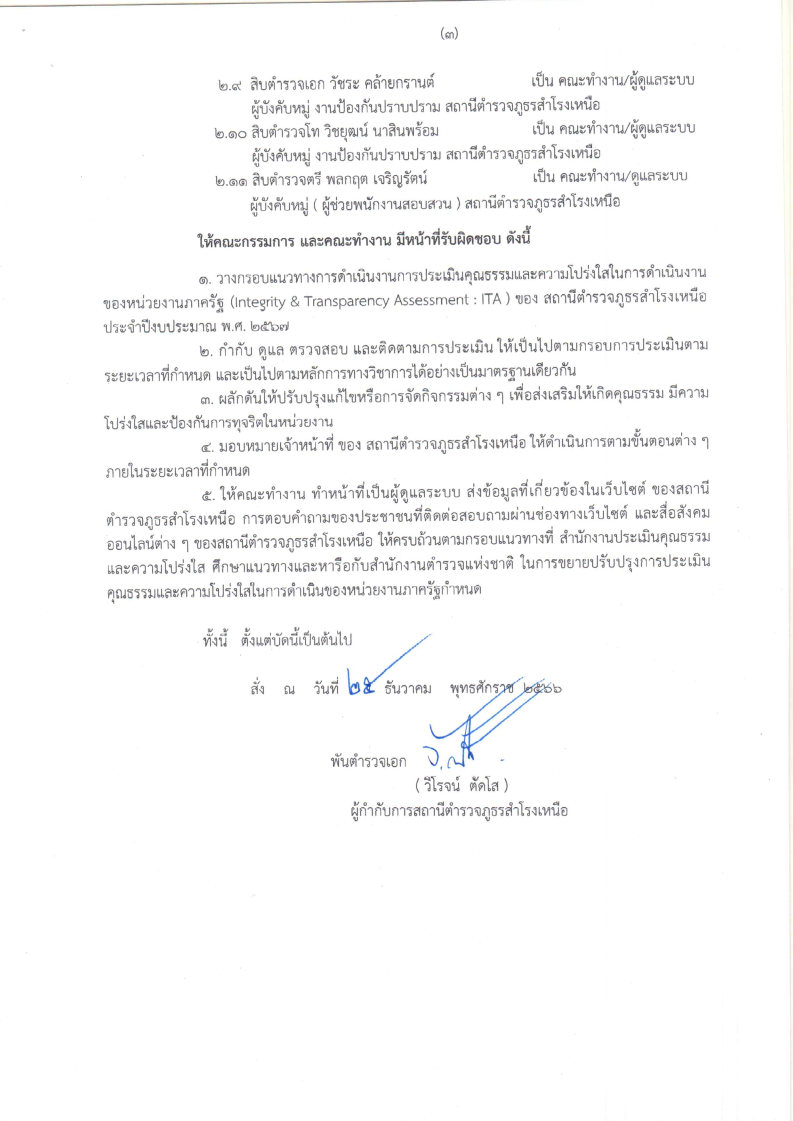 (๓)
๒.๙ สิบตำรวจเอก วัชระ คล้ายกรานต์ เป็น คณะทำงาน/ผู้ดูแลระบบ
ผู้บังคับหมู่ งานป้องกันปราบปราม สถานีตำรวจภูธรสำโรงเหนือ
๒.๑๐ สิบตำรวจโท วิชยุฒน์ นาสินพร้อม เป็น คณะทำงาน/ผู้ดูแลระบบ
ผู้บังคับหมู่ งานป้องกันปราบปราม สถานีตำรวจภูธรสำโรงเหนือ
๒.๑๑ สิบตำรวจตรี พลกฤต เจริญรัตน์ เป็น คณะทำงาน/ดูแลระบบ
ผู้บังคับหมู่ ( ผู้ช่วยพนักงานสอบสวน ) สถานีตำรวจภูธรสำโรงเหนือ
ให้คณะกรรมการ และคณะทำงาน มีหน้าที่รับผิดชอบ ดังนี้
๑. วางกรอบแนวทางการดำเนินงานการประเมินคุณธรรมและความโปร่งใสในการดำเนินงาน
ของหน่วยงานภาครัฐ (Integrity & Transparency Assessment : ITA ) ของ สถานีตำรวจภูธรสำโรงเหนือ
ประจำปีงบประมาณ พ.ศ. ๒๕๖๗
๒. กำกับ ดูแล ตรวจสอบ และติดตามการประเมิน ให้เป็นไปตามกรอบการประเมินตาม
ระยะเวลาที่กำหนด และเป็นไปตามหลักการทางวิชาการได้อย่างเป็นมาตรฐานเดียวกัน
๓. ผลักดันให้ปรับปรุงแก้ไขหรือการจัดกิจกรรมต่าง ๆ เพื่อส่งเสริมให้เกิดคุณธรรม มีความ
โปร่งใสและป้องกันการทุจริตในหน่วยงาน
๔. มอบหมายเจ้าหน้าที่ ของ สถานีตำรวจภูธรสำโรงเหนือ ให้ดำเนินการตามขั้นตอนต่าง ๆ
ภายในระยะเวลาที่กำหนด
๕. ให้คณะทำงาน ทำหน้าที่เป็นผู้ดูแลระบบ ส่งข้อมูลที่เกี่ยวข้องในเว็บไซต์ ของสถานี
ตำรวจภูธรสำโรงเหนือ การตอบคำถามของประชาชนที่ติดต่อสอบถามผ่านช่องทางเว็บไซต์ และสื่อสังคม
ออนไลน์ต่าง ๆ ของสถานีตำรวจภูธรสำโรงเหนือ ให้ครบถ้วนตามกรอบแนวทางที่ สำนักงานประเมินคุณธรรม
และความโปร่งใส ศึกษาแนวทางและหารือกับสำนักงานตำรวจแห่งชาติ ในการขยายปรับปรุงการประเมิน
คุณธรรมและความโปร่งใสในการดำเนินของหน่วยงานภาครัฐกำหนด
ทั้งนี้ ตั้งแต่บัดนี้เป็นต้นไป
สั่ง ณ วันที่ ๒๕ ธันวาคม พุทธศักราช ๒๕๖๖
พันตำรวจเอก
( วิโรจน์ ตัดโส )
ผู้กำกับการสถานีตำรวจภูธรสำโรงเหนือ